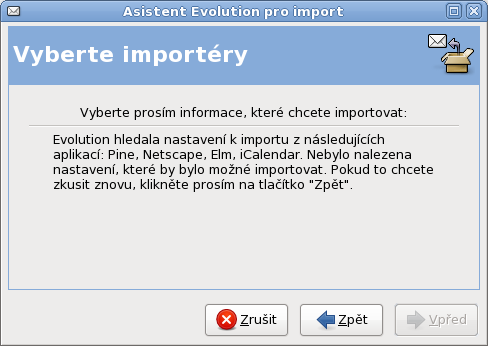 Asistent Evolution pro import
Vyberte importéry
Vyberte prosím informace, které chcete importovat:
Evolution hledala nastavení k importu z následujících
aplikací: Pine, Netscape, Elm, iCalendar. Nebylo nalezena
nastavení, které by bylo možné importovat. Pokud to chcete
zkusit znovu, klikněte prosím na tlačítko "Zpět".
Zrušit
Zpět
Vpřed